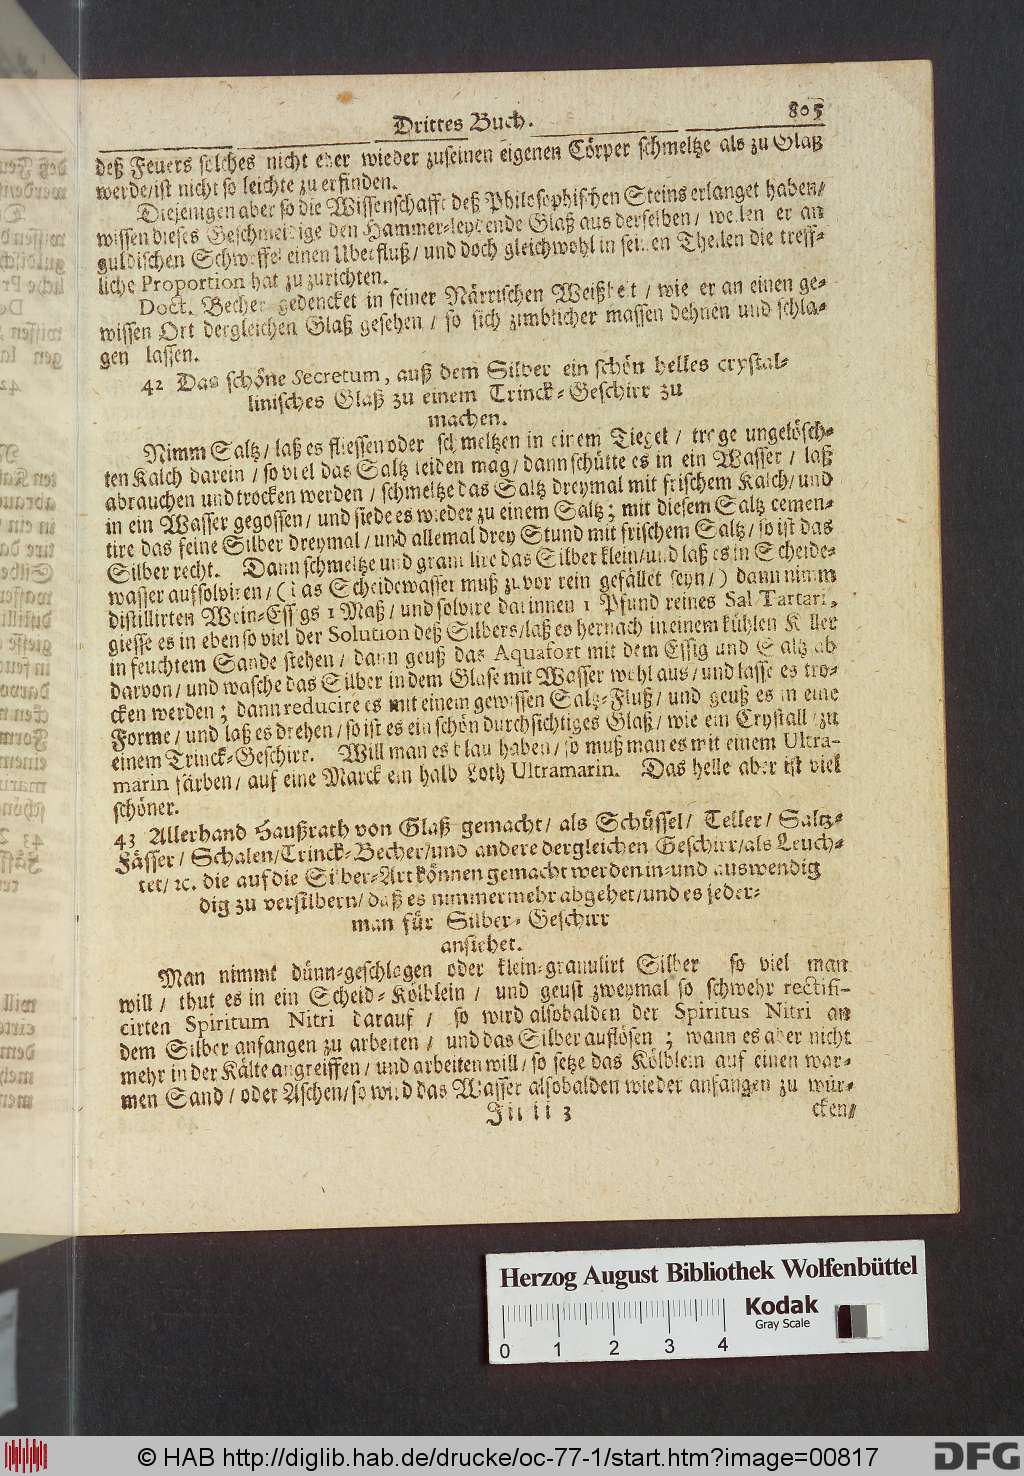 Drittes Buch. 805
deß Feuers solches nicht eher wieder zuseinen eigenen Cörper schmeltze als zu Glaß
werde/ist nicht so leichte zu erfinden.
Diejenigen aber so die Wissenschafft deß Philosophischen Steins erlanget haben/
wissen dieses Geschmeidige den Hammer-leydende Glaß aus derselben/ weilen er an
guldischen Schweffel einen Uberfluß/ und doch gleichwohl in seinen Theilen die treff-
liche Proportion hat zu zurichten.
Doct. Becher gedencket in seiner Närrischen Weißheit / wie er an einen ge-
wissen Ort dergleichen Glaß gesehen / so sich zimblicher massen dehnen und schla-
gen lassen.
42 Das schöne Secretum, auß dem Silber ein schön helles crystal-
linisches Glaß zu einem Trinck-Geschirr zu
machen.
Nimm Saltz/ laß es fliessen oder schmeltzen in einem Tiegel / trage ungelösch-
ten Kalch darein / so viel das Saltz leiden mag/ dann schütte es in ein Wasser / laß
abrauchen und trocken werden / schmeltze das Saltz dreymal mit frischem Kalch/ und
in ein Wasser gegossen/ und siede es wieder zu einem Saltz; mit diesem Saltz cemen-
tire das feine Silber dreymal/ und allemal drey Stund mit frischem Saltz/ so ist das
Silber recht. Dann schmeltze und granulire das Silber klein/und laß es in Scheide-
wasser aufsolviren/ (das Scheidewasser muß zuvor rein gefället seyn/) dann nimm
distillirten Wein-Essigs 1 Maß/ und solvire darinnen 1 Pfund reines Sal Tartari,
giesse es in eben so viel der Solution deß Silbers/laß es hernach in einem kühlen Keller
in feuchtem Sande stehen/ dann geuß das Aquafort mit dem Essig und Saltz ab
darvon/ und wasche das Silber in dem Glase mit Wasser wohl aus/ und lasse es tro-
cken werden; dann reducire es mit einem gewissen Saltz-Fluß/ und geuß es in eine
Forme/ und laß es drehen/ so ist es ein schön durchsichtiges Glaß/ wie ein Crystall/ zu
einem Trinck-Geschirr. Will man es blau haben/ so muß man es mit einem Ultra-
marin färben/ auf eine Marck ein halb Loth Ultramarin. Das helle aber ist viel
schöner.
43 Allerhand Haußrath von Glaß gemacht/ als Schüssel/ Teller/ Saltz-
Fässer/ Schalen/Trinck-Becher/und andere dergleichen Geschirr/als Leuch-
ter/ ꝛc. die auf die Silber-Art können gemacht werden in- und auswendig
dig zu versilbern/ daß es nimmermehr abgehet/und es jeder-
man für Silber-Geschirr
ansiehet.
Man nimmt dünn-geschlagen oder klein-granulirt Silber so viel man
will/ thut es in ein Scheid-Kölblein / und geust zweymal so schwehr rectifi-
cirten Spiritum Nitri darauf / so wird alsobalden der Spiritus Nitri an
dem Silber anfangen zu arbeiten / und das Silber auflösen ; wann es aber nicht
mehr in der Kälte angreiffen/ und arbeiten will/ so setze das Kölblein auf einen war-
men Sand/ oder Aschen/so wird das Wasser alsobalden wieder anfangen zu wür-
Jii ii 3 cken/
Herzog August Bibliothek Wolfenbüttel
Kodak
Gray Scale
0 1 2 3 4
© HAB http://diglib.hab.de/drucke/oc-77-1/start.htm?image=00817
DFG